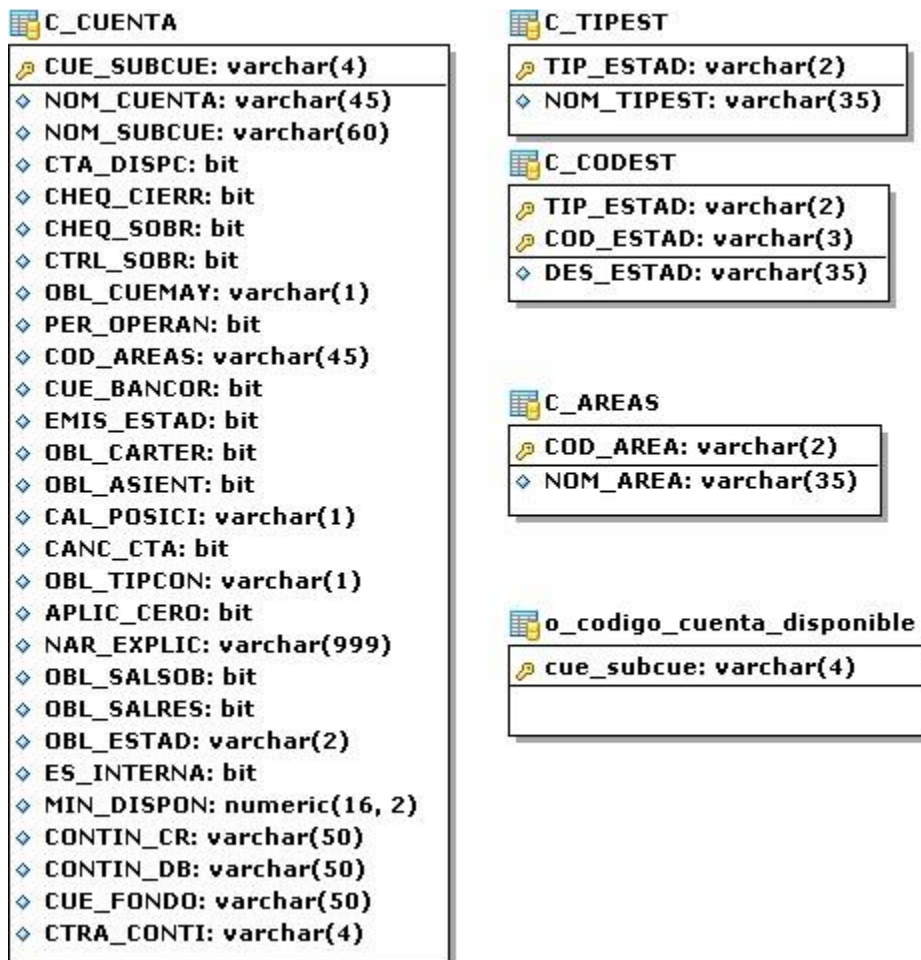 C_CUENTA
CUE_SUBCUE: varchar(4)
NOM_CUENTA: varchar(45)
NOM_SUBCUE: varchar(60)
CTA_DISPC: bit
CHEQ_CIERR: bit
CHEQ_SOBR: bit
CTRL_SOBR: bit
OBL_CUEMAY: varchar(1)
PER_OPERAN: bit
COD_AREAS: varchar(45)
CUE_BANCOR: bit
EMIS_ESTAD: bit
OBL_CARTER: bit
OBL_ASIENT: bit
CAL_POSICI: varchar(1)
CANC_CTA: bit
OBL_TIPCON: varchar(1)
APLIC_CERO: bit
NAR_EXPLIC: varchar(999)
OBL_SALSOB: bit
OBL_SALRES: bit
OBL_ESTAD: varchar(2)
ES_INTERNA: bit
MIN_DISPON: numeric(16, 2)
CONTIN_CR: varchar(50)
CONTIN_DB: varchar(50)
CUE_FONDO: varchar(50)
CTRA_CONTI: varchar(4)
C_TIPEST
TIP_ESTAD: varchar(2)
NOM_TIPEST: varchar(35)
C_CODEST
TIP_ESTAD: varchar(2)
COD_ESTAD: varchar(3)
DES_ESTAD: varchar(35)
C_AREAS
COD_AREA: varchar(2)
NOM_AREA: varchar(35)
o_codigo_cuenta_disponible
cue_subcue: varchar(4)